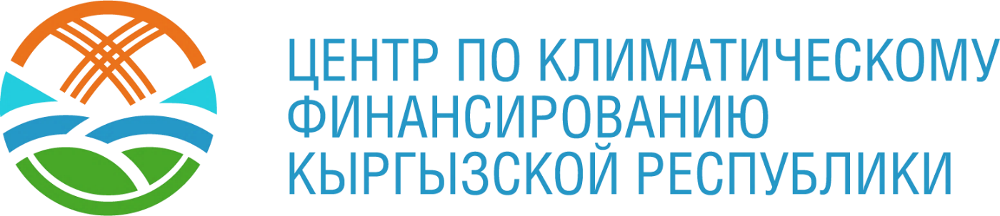 ЦЕНТР ПО КЛИМАТИЧЕСКОМУ
ФИНАНСИРОВАНИЮ
КЫРГЫЗСКОЙ РЕСПУБЛИКИ